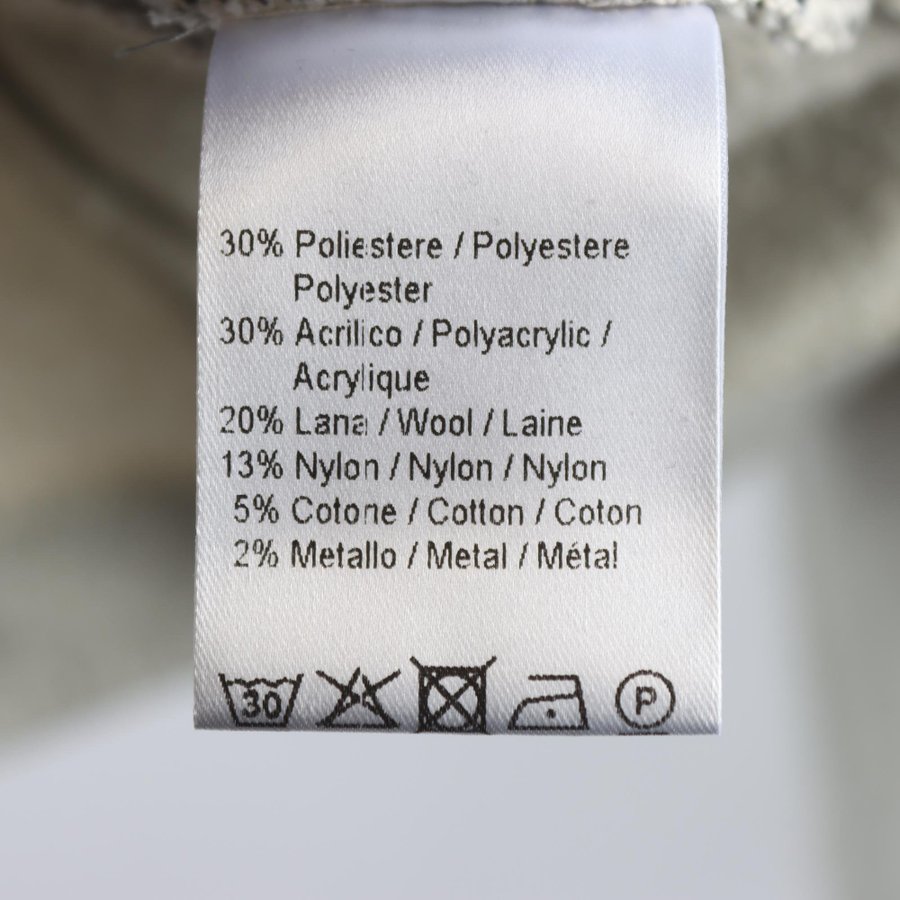 30% Poliestere / Polyestere
Polyester
30% Acrilico / Polyacrylic /
Acrylique
20% Lana / Wool / Laine
13% Nylon / Nylon / Nylon
5% Cotone / Cotton / Coton
2% Metallo / Metal / Métal
30 P